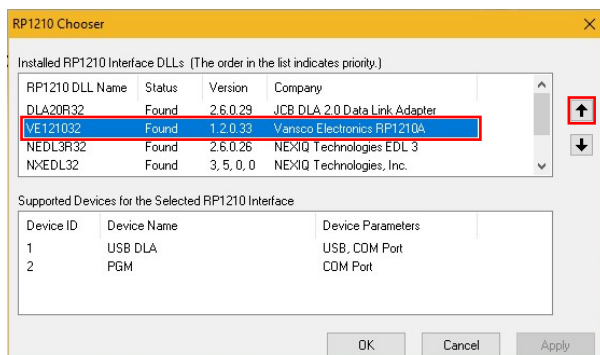 RP1210 Chooser
Installed RP1210 Interface DLLs (The order in the list indicates priority.)
RP1210 DLL Name Status Version Company
DLA20R32 Found 2.6.0.29 JCB DLA 2.0 Data Link Adapter
VE121032 Found 1.2.0.33 Vansco Electronics RP1210A
NEDL3R32 Found 2.6.0.26 NEXIQ Technologies EDL 3
NXEDL32 Found 3, 5, 0, 0 NEXIQ Technologies, Inc.
Supported Devices for the Selected RP1210 Interface
Device ID Device Name Device Parameters
1 USB DLA USB, COM Port
2 PGM COM Port
OK Cancel Apply